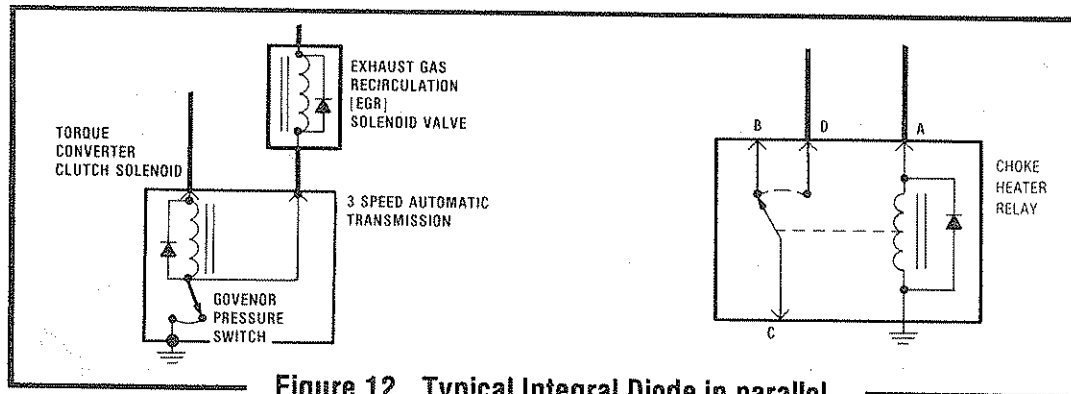 EXHAUST GAS
RECIRCULATION
[EGR]
SOLENOID VALVE
TORQUE
CONVERTER
CLUTCH SOLENOID
3 SPEED AUTOMATIC
TRANSMISSION
GOVENOR
PRESSURE
SWITCH
B
D
A
CHOKE
HEATER
RELAY
C
Figure 12 Typical Integral Diode in parallel